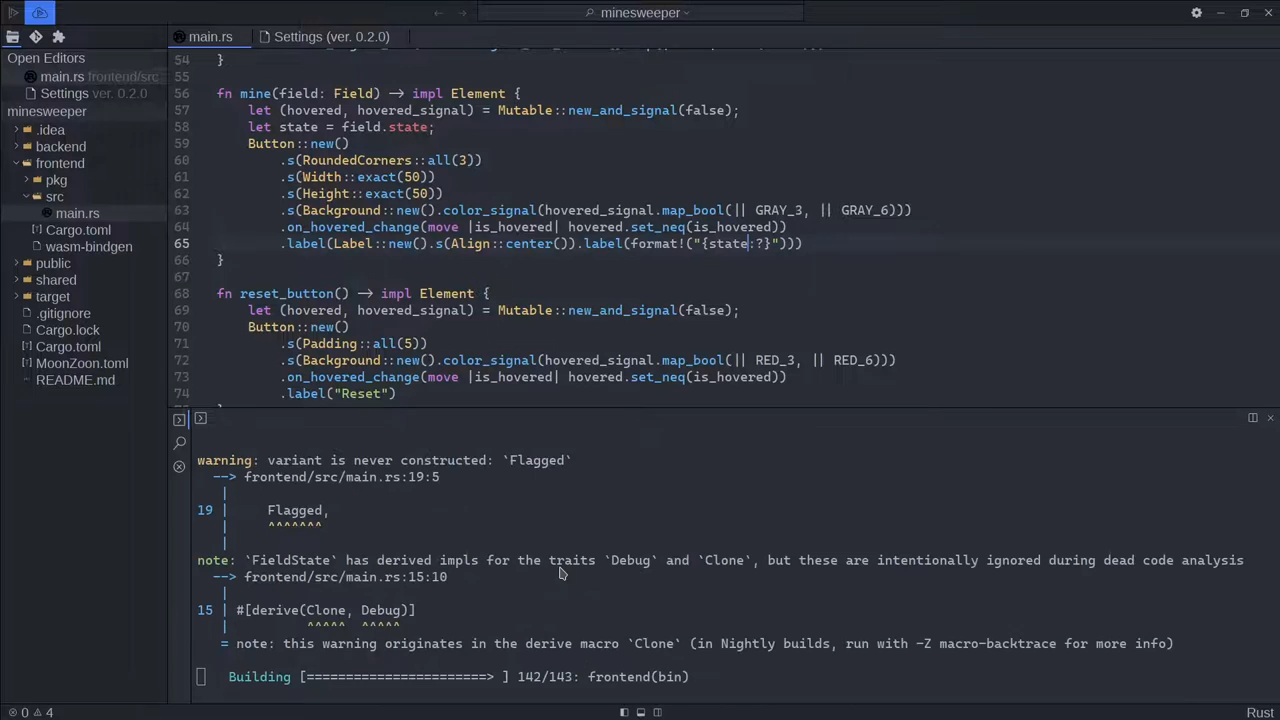 minesweeper
main.rs
Settings (ver. 0.2.0)
Open Editors
main.rs frontend/src
Settings ver. 0.2.0
minesweeper
.idea
backend
frontend
pkg
src
main.rs
Cargo.toml
wasm-bindgen
public
shared
target
.gitignore
Cargo.lock
Cargo.toml
MoonZoon.toml
README.md
54 }
55
56 fn mine(field: Field) -> impl Element {
57 let (hovered, hovered_signal) = Mutable::new_and_signal(false);
58 let state = field.state;
59 Button::new()
60 .s(RoundedCorners::all(3))
61 .s(Width::exact(50))
62 .s(Height::exact(50))
63 .s(Background::new().color_signal(hovered_signal.map_bool(|| GRAY_3, || GRAY_6)))
64 .on_hovered_change(move |is_hovered| hovered.set_neq(is_hovered))
65 .label(Label::new().s(Align::center()).label(format!("{state:?}")))
66 }
67
68 fn reset_button() -> impl Element {
69 let (hovered, hovered_signal) = Mutable::new_and_signal(false);
70 Button::new()
71 .s(Padding::all(5))
72 .s(Background::new().color_signal(hovered_signal.map_bool(|| RED_3, || RED_6)))
73 .on_hovered_change(move |is_hovered| hovered.set_neq(is_hovered))
74 .label("Reset")
warning: variant is never constructed: `Flagged`
--> frontend/src/main.rs:19:5
|
19 | Flagged,
| ^^^^^^^
|
note: `FieldState` has derived impls for the traits `Debug` and `Clone`, but these are intentionally ignored during dead code analysis
--> frontend/src/main.rs:15:10
|
15 | #[derive(Clone, Debug)]
| ^^^^^ ^^^^^
= note: this warning originates in the derive macro `Clone` (in Nightly builds, run with -Z macro-backtrace for more info)
Building [=======================> ] 142/143: frontend(bin)
0 4
Rust